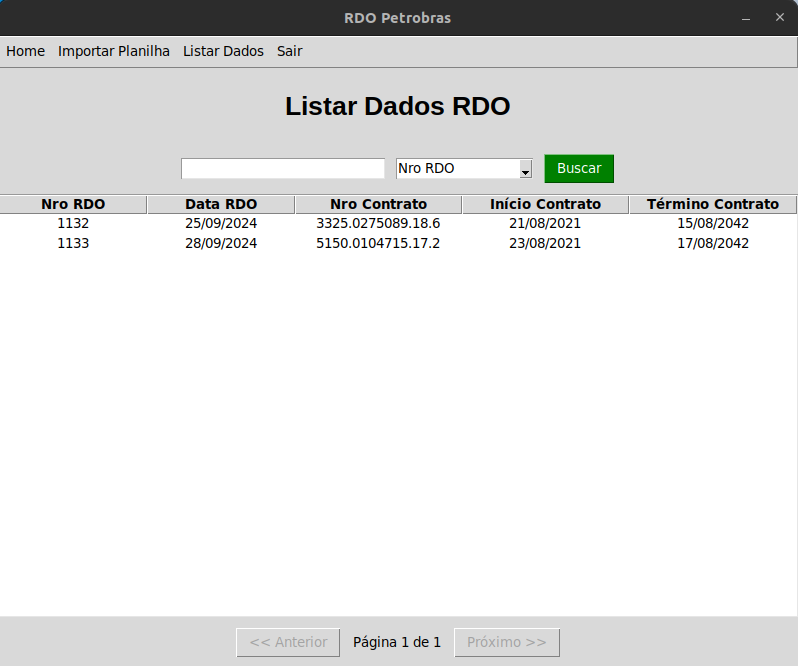 RDO Petrobras
Home Importar Planilha Listar Dados Sair
Listar Dados RDO
Nro RDO Buscar
Nro RDO Data RDO Nro Contrato Início Contrato Término Contrato
1132 25/09/2024 3325.0275089.18.6 21/08/2021 15/08/2042
1133 28/09/2024 5150.0104715.17.2 23/08/2021 17/08/2042
<< Anterior Página 1 de 1 Próximo >>